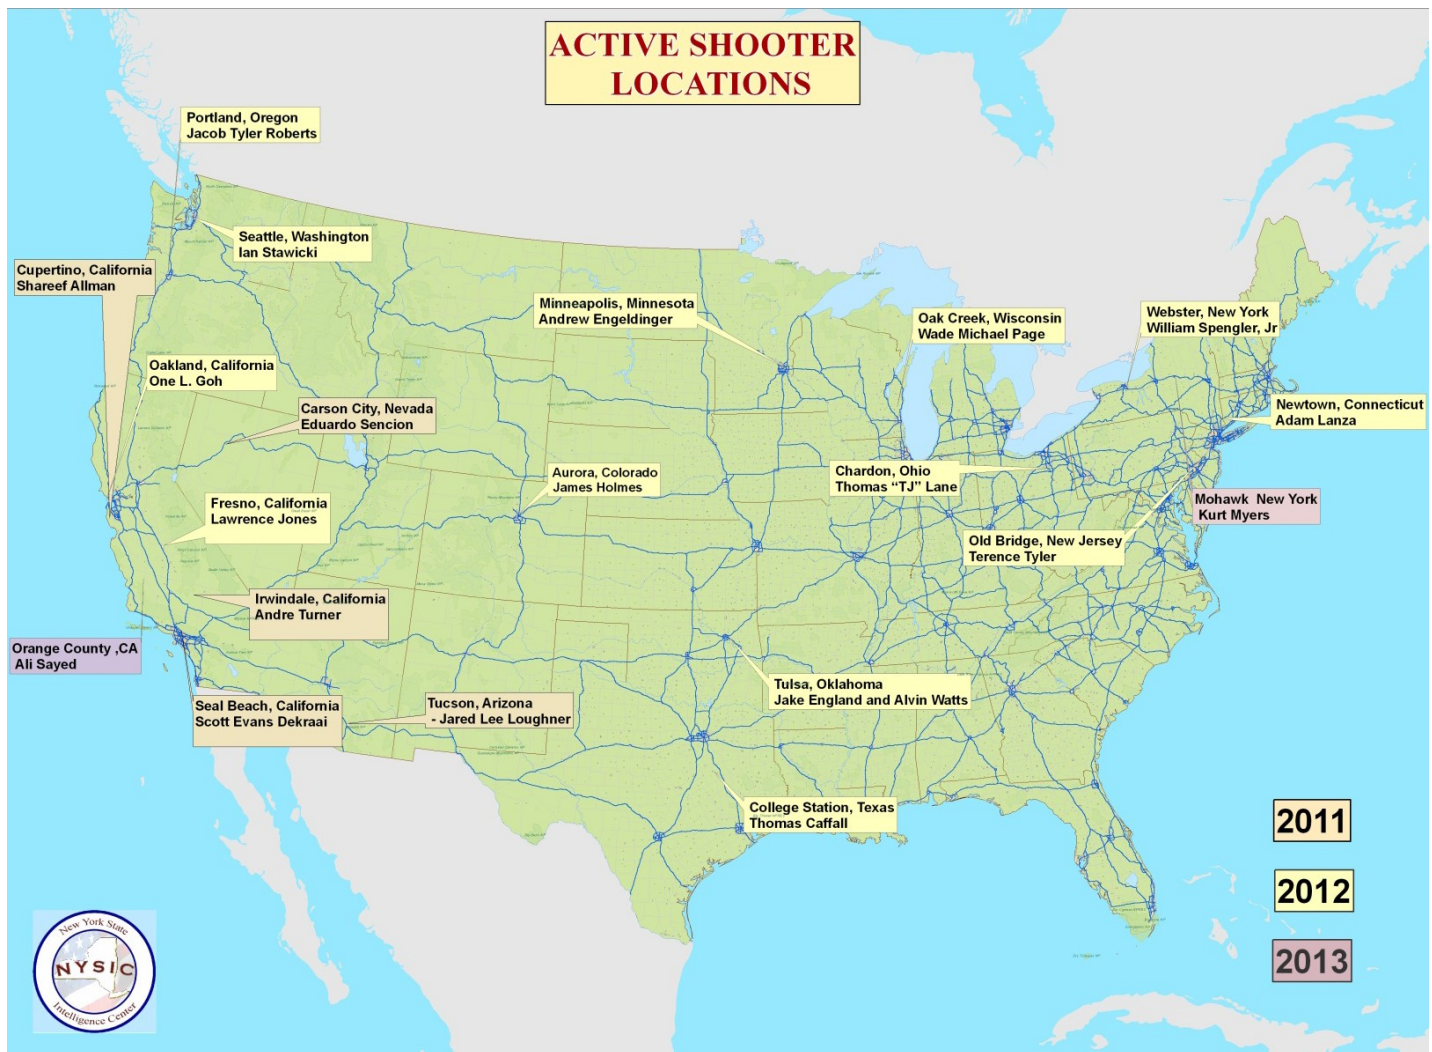 ACTIVE SHOOTER
LOCATIONS
Portland, Oregon
Jacob Tyler Roberts
Seattle, Washington
Ian Stawicki
Cupertino, California
Shareef Allman
Minneapolis, Minnesota
Andrew Engeldinger
Oak Creek, Wisconsin
Wade Michael Page
Webster, New York
William Spengler, Jr
Oakland, California
One L. Goh
Carson City, Nevada
Eduardo Sencion
Newtown, Connecticut
Adam Lanza
Aurora, Colorado
James Holmes
Chardon, Ohio
Thomas “TJ” Lane
Fresno, California
Lawrence Jones
Mohawk New York
Kurt Myers
Old Bridge, New Jersey
Terence Tyler
Irwindale, California
Andre Turner
Orange County ,CA
Ali Sayed
Tulsa, Oklahoma
Jake England and Alvin Watts
Seal Beach, California
Scott Evans Dekraai
Tucson, Arizona
- Jared Lee Loughner
College Station, Texas
Thomas Caffall
2011
2012
2013
New York State
NYSIC
Intelligence Center